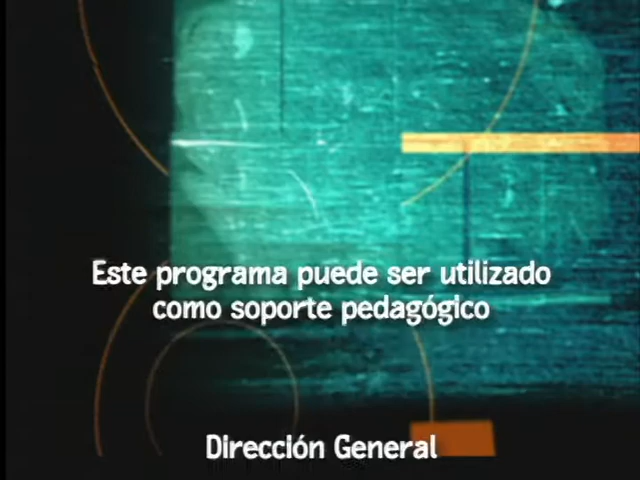 Este programa puede ser utilizado
como soporte pedagógico
Dirección General